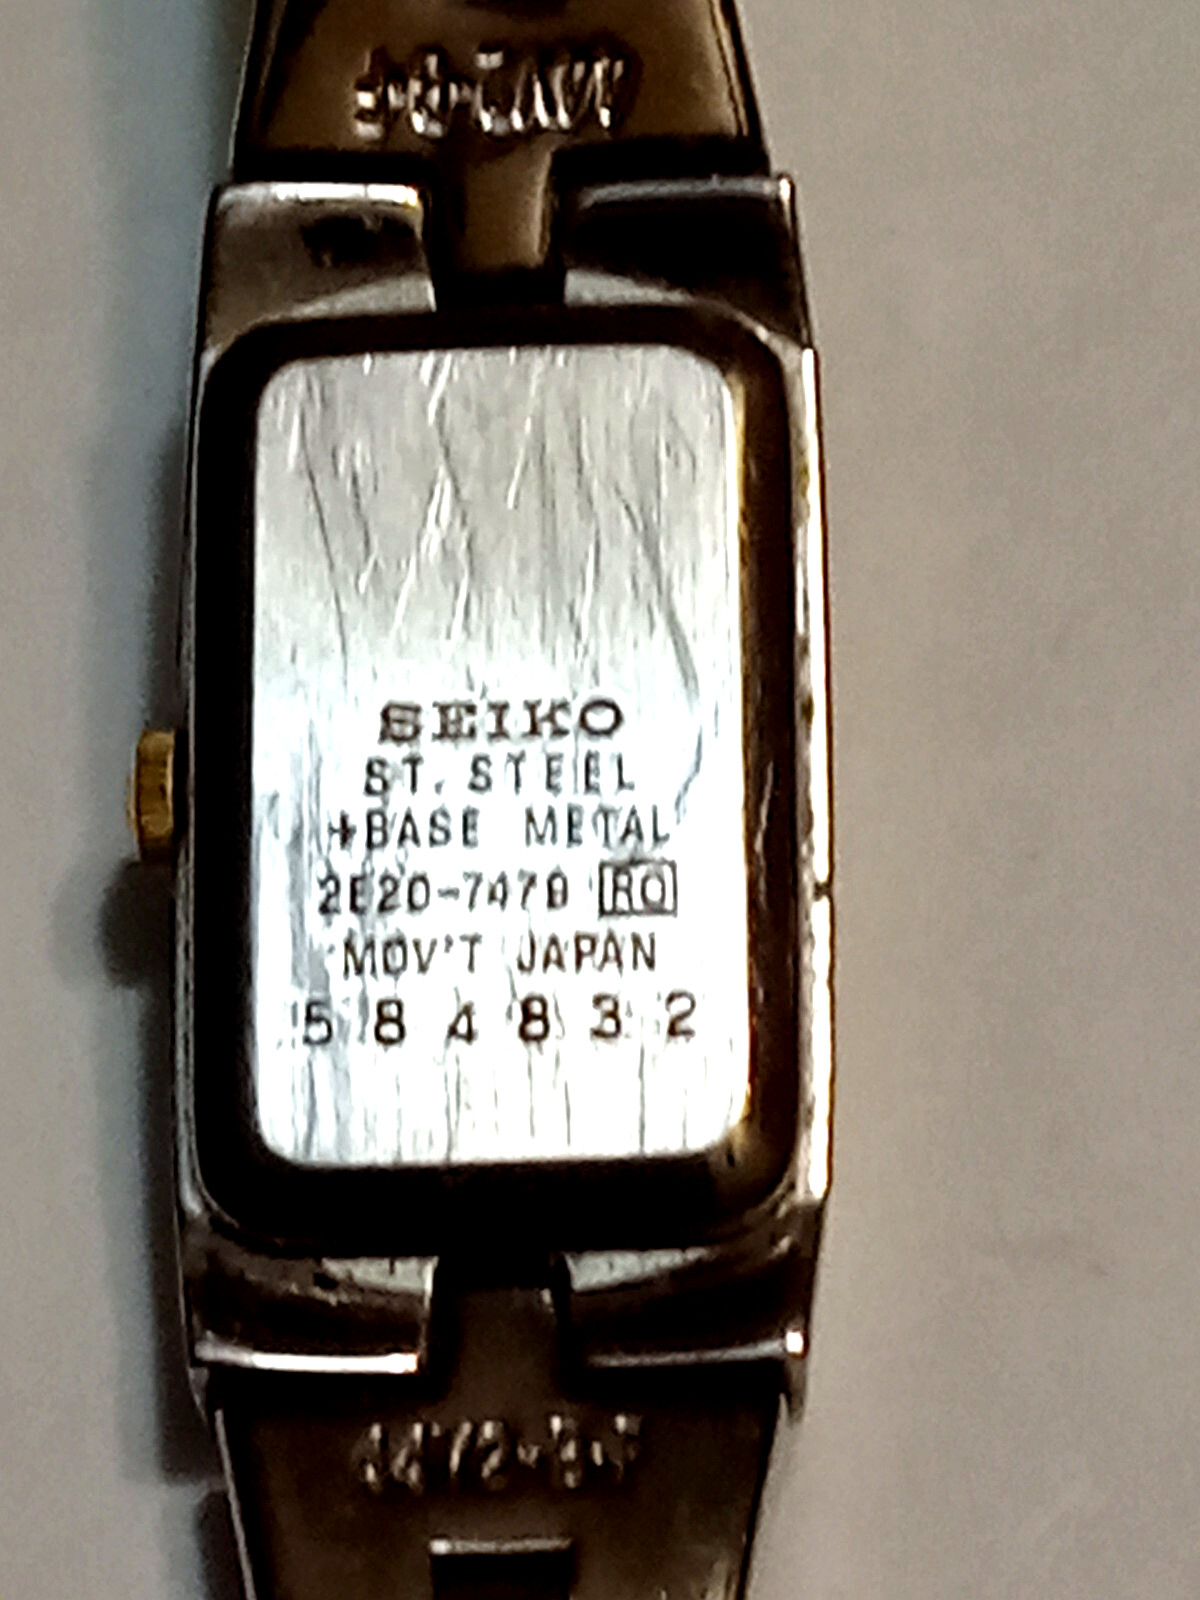 SEIKO
ST. STEEL
+BASE METAL
2E20-7479 RO
MOV'T JAPAN
584832